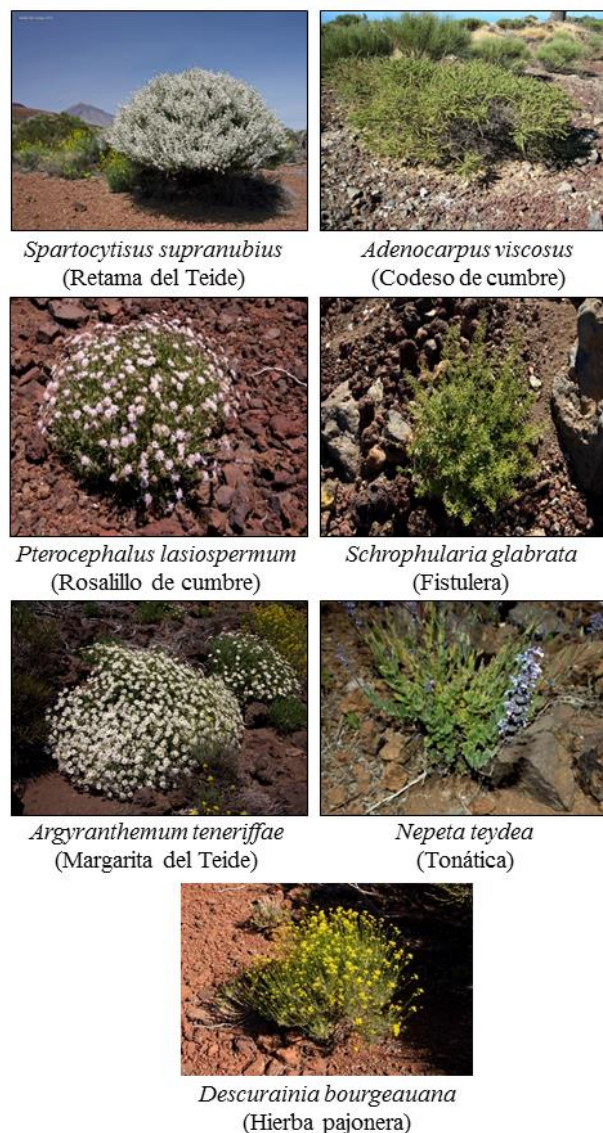 Spartocytisus supranubius
(Retama del Teide)
Adenocarpus viscosus
(Codeso de cumbre)
Pterocephalus lasiospermum
(Rosalillo de cumbre)
Schrophularia glabrata
(Fistulera)
Argyranthemum teneriffae
(Margarita del Teide)
Nepeta teydea
(Tonática)
Descurainia bourgeauana
(Hierba pajonera)